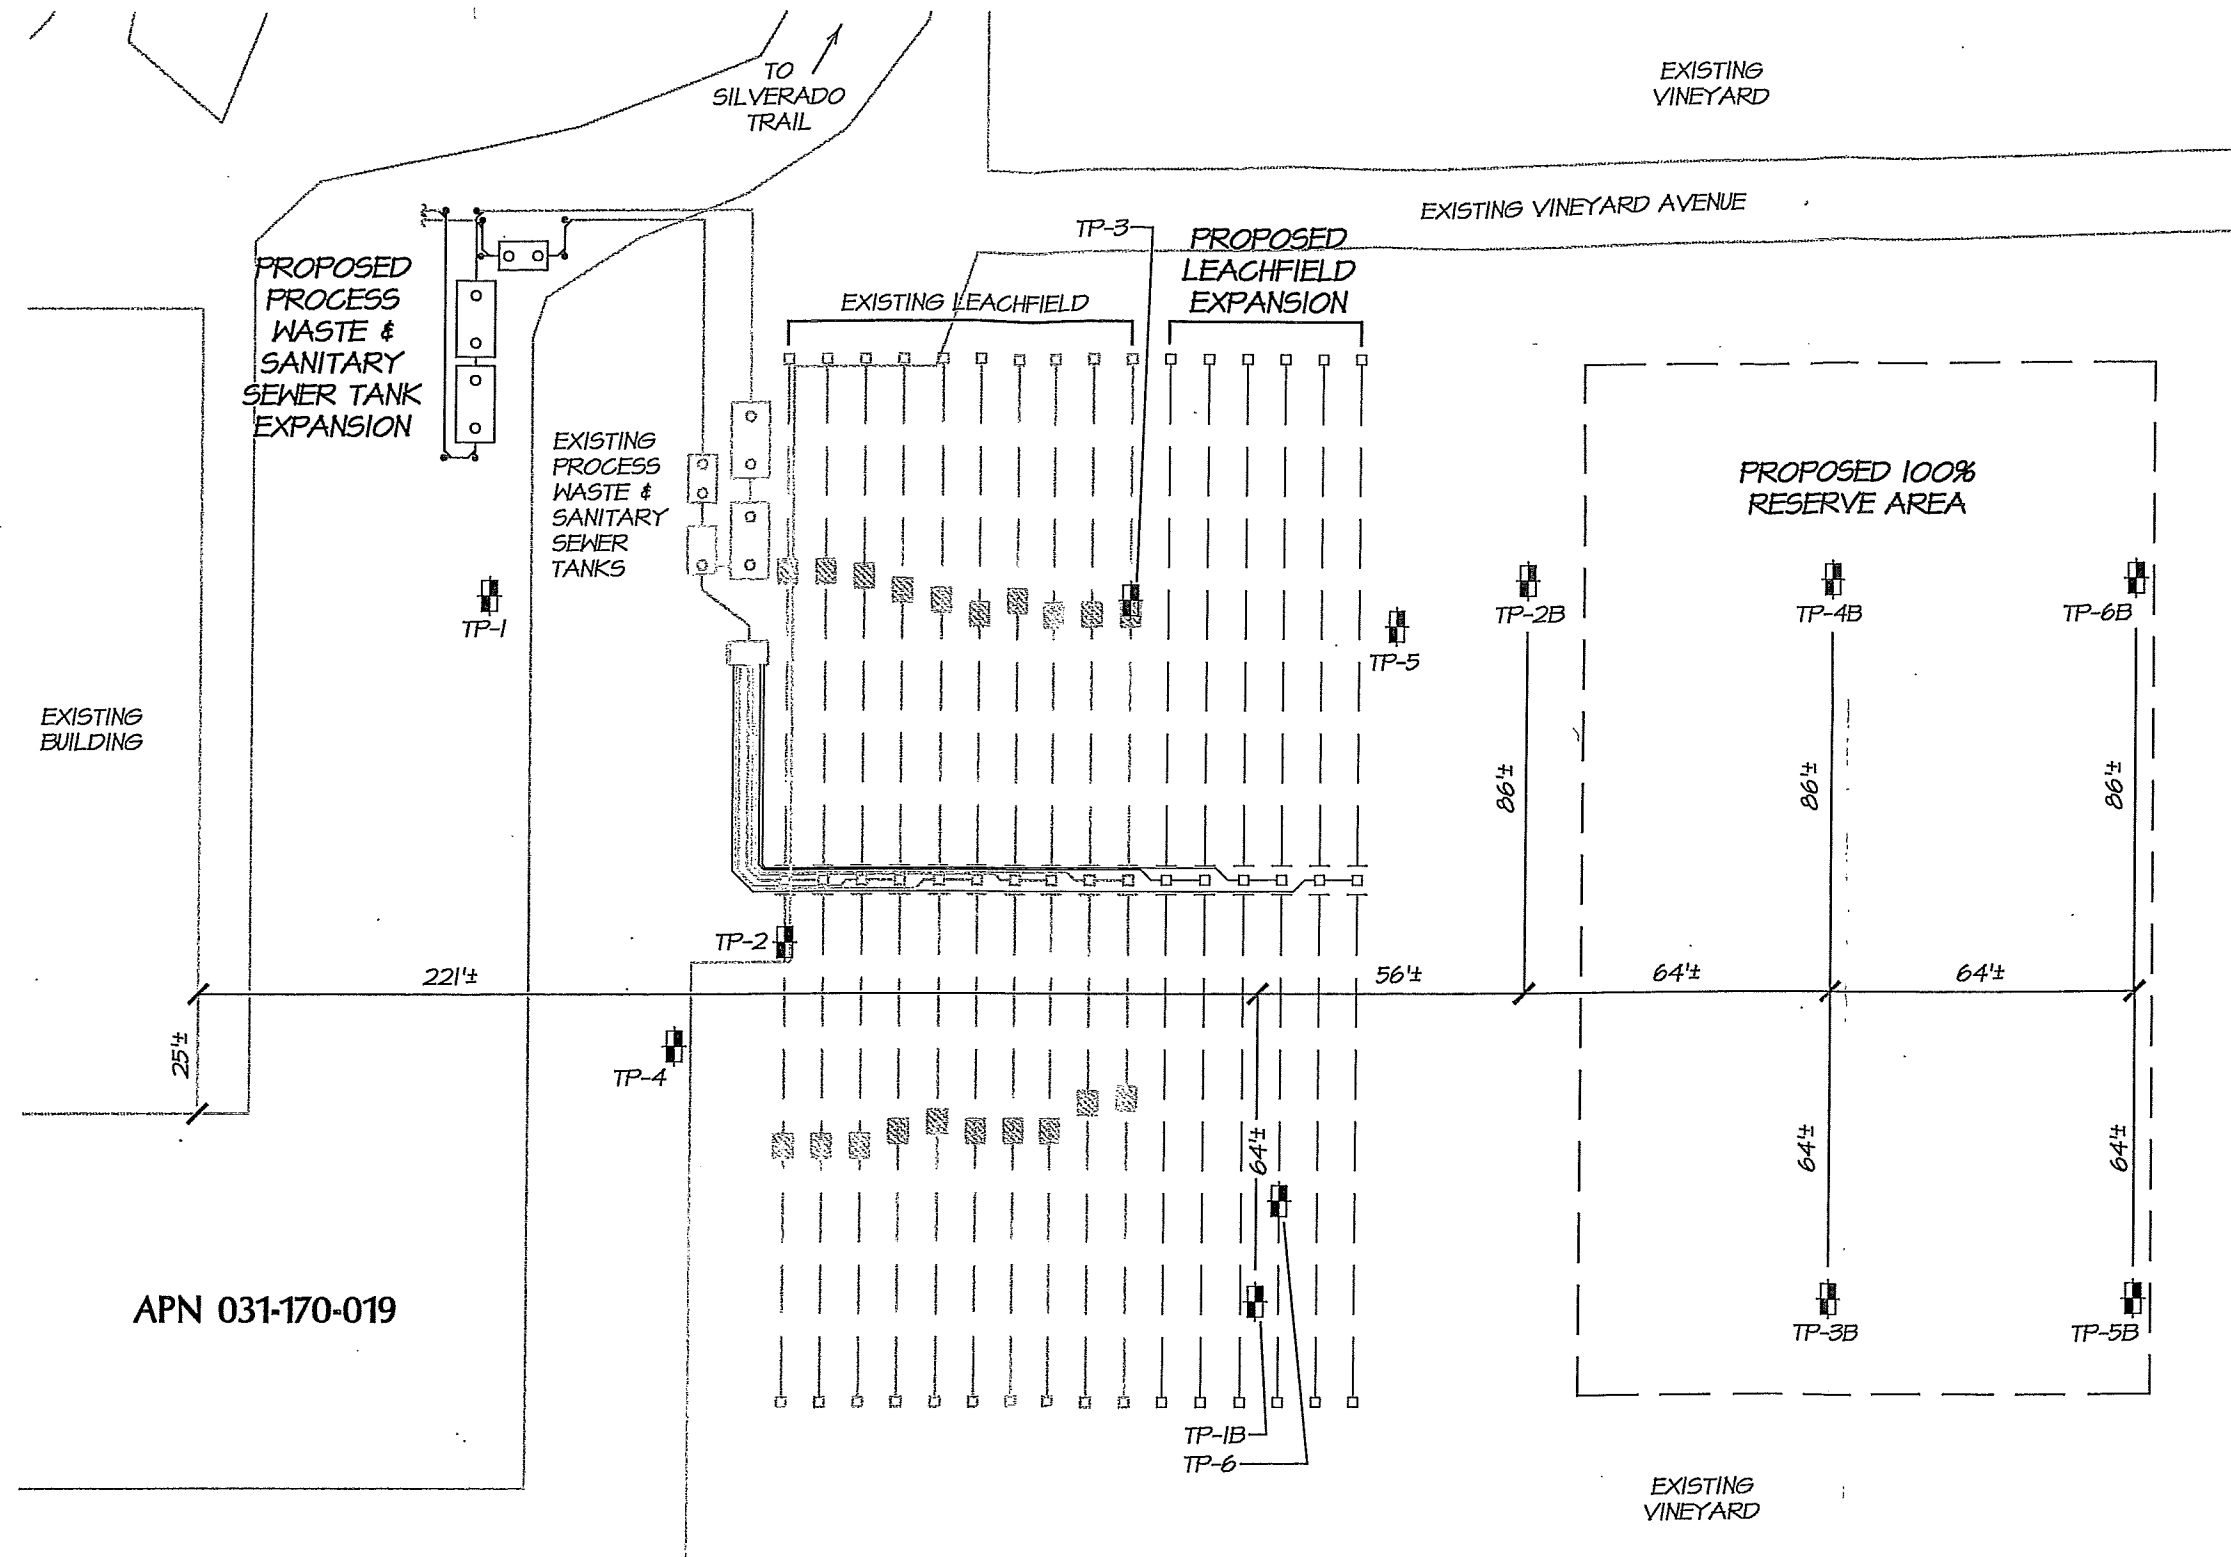 TO
SILVERADO
TRAIL
EXISTING
VINEYARD
EXISTING VINEYARD AVENUE
TP-3
PROPOSED
LEACHFIELD
EXPANSION
EXISTING LEACHFIELD
PROPOSED
PROCESS
WASTE &
SANITARY
SEWER TANK
EXPANSION
EXISTING
PROCESS
WASTE &
SANITARY
SEWER
TANKS
PROPOSED 100%
RESERVE AREA
TP-1
TP-5
TP-2B
TP-4B
TP-6B
EXISTING
BUILDING
86'±
86'±
86'±
TP-2
221'±
56'±
64'±
64'±
25'±
TP-4
64'±
64'±
64'±
APN 031-170-019
TP-3B
TP-5B
TP-1B
TP-6
EXISTING
VINEYARD